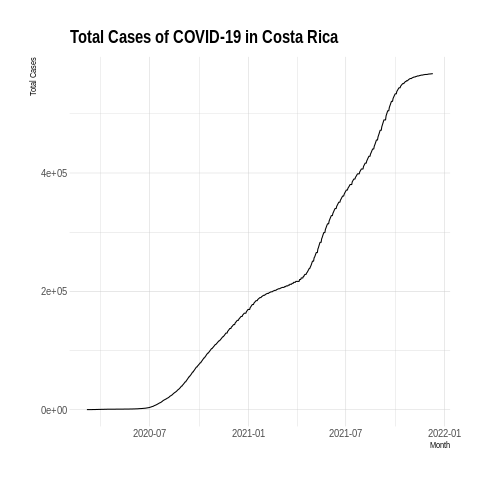 Total Cases of COVID-19 in Costa Rica
Total Cases
4e+05
2e+05
0e+00
2020-07 2021-01 2021-07 2022-01
Month